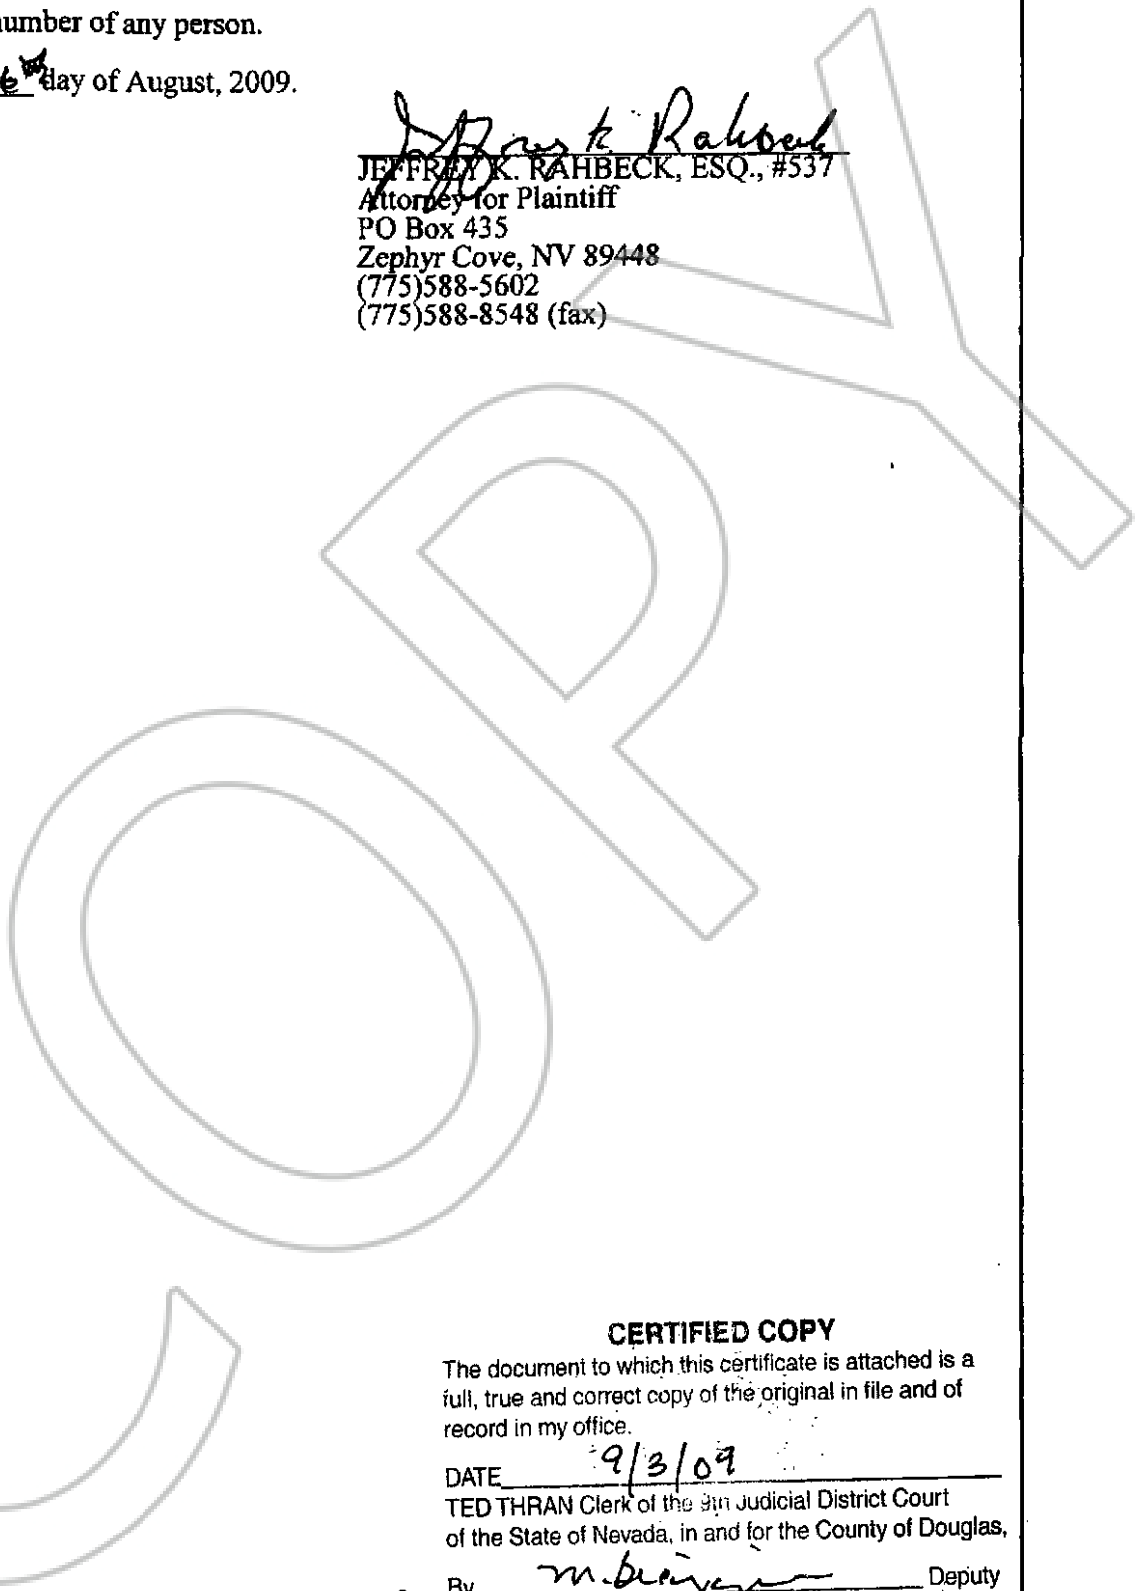 number of any person.
day of August, 2009.
Jeffrey K Rahbeck
JEFFREY K. RAHBECK, ESQ., #537
Attorney for Plaintiff
PO Box 435
Zephyr Cove, NV 89448
(775)588-5602
(775)588-8548 (fax)
COPY
CERTIFIED COPY
The document to which this certificate is attached is a
full, true and correct copy of the original in file and of
record in my office.
DATE 9/3/09
TED THRAN Clerk of the 9th Judicial District Court
of the State of Nevada, in and for the County of Douglas,
By Deputy